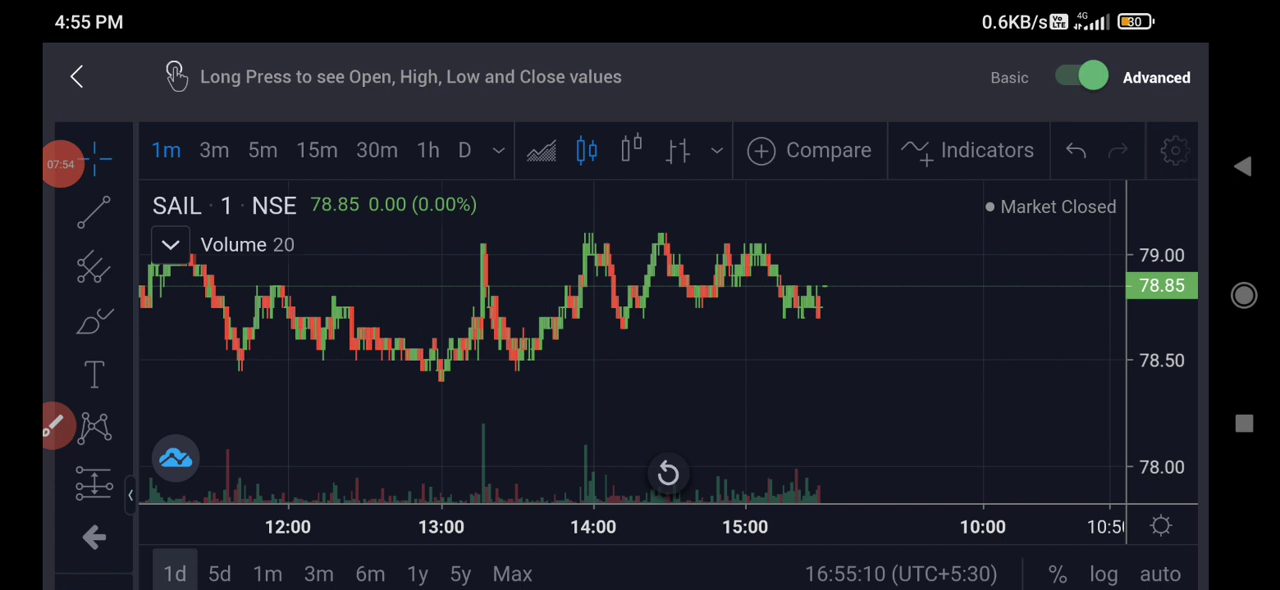 4:55 PM 0.6KB/s Vo LTE 4G 30
Long Press to see Open, High, Low and Close values Basic Advanced
07:54 1m 3m 5m 15m 30m 1h D Compare Indicators
SAIL · 1 · NSE 78.85 0.00 (0.00%) Market Closed
Volume 20
79.00
78.85
78.50
T
78.00
12:00 13:00 14:00 15:00 10:00 10:5
1d 5d 1m 3m 6m 1y 5y Max 16:55:10 (UTC+5:30) % log auto